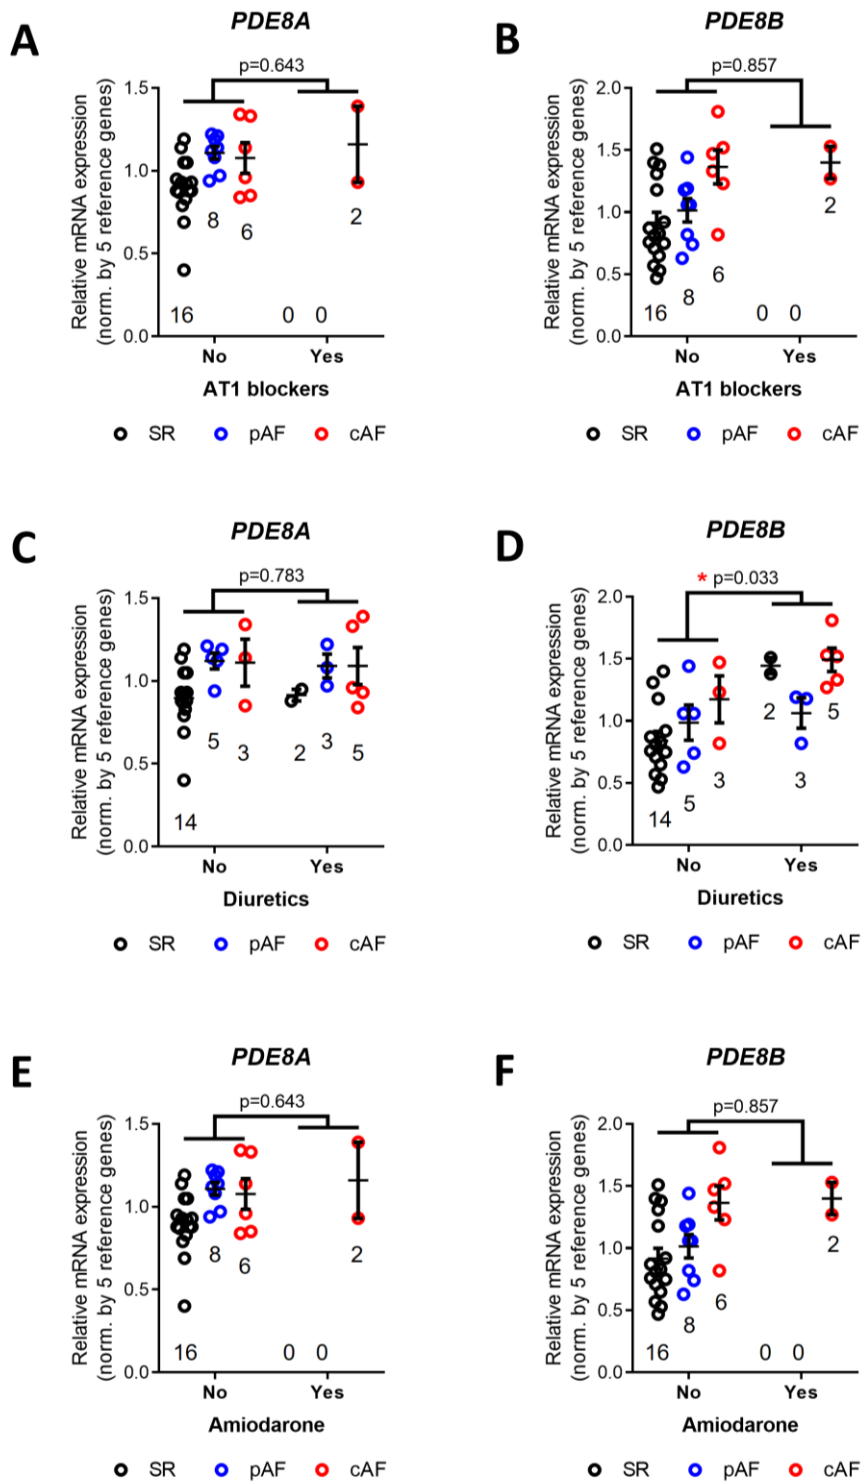 A
PDE8A
p=0.643
Relative mRNA expression
(norm. by 5 reference genes)
1.5
1.0
0.5
0.0
8
6
2
16
0
0
No
Yes
AT1 blockers
SR
pAF
cAF
B
PDE8B
p=0.857
Relative mRNA expression
(norm. by 5 reference genes)
2.0
1.5
1.0
0.5
0.0
2
6
8
16
0
0
No
Yes
AT1 blockers
SR
pAF
cAF
C
PDE8A
p=0.783
Relative mRNA expression
(norm. by 5 reference genes)
1.5
1.0
0.5
0.0
5
3
2
3
5
14
No
Yes
Diuretics
SR
pAF
cAF
D
PDE8B
* p=0.033
Relative mRNA expression
(norm. by 5 reference genes)
2.0
1.5
1.0
0.5
0.0
2
5
3
3
5
14
No
Yes
Diuretics
SR
pAF
cAF
E
PDE8A
p=0.643
Relative mRNA expression
(norm. by 5 reference genes)
1.5
1.0
0.5
0.0
8
6
2
16
0
0
No
Yes
Amiodarone
SR
pAF
cAF
F
PDE8B
p=0.857
Relative mRNA expression
(norm. by 5 reference genes)
2.0
1.5
1.0
0.5
0.0
2
6
8
16
0
0
No
Yes
Amiodarone
SR
pAF
cAF